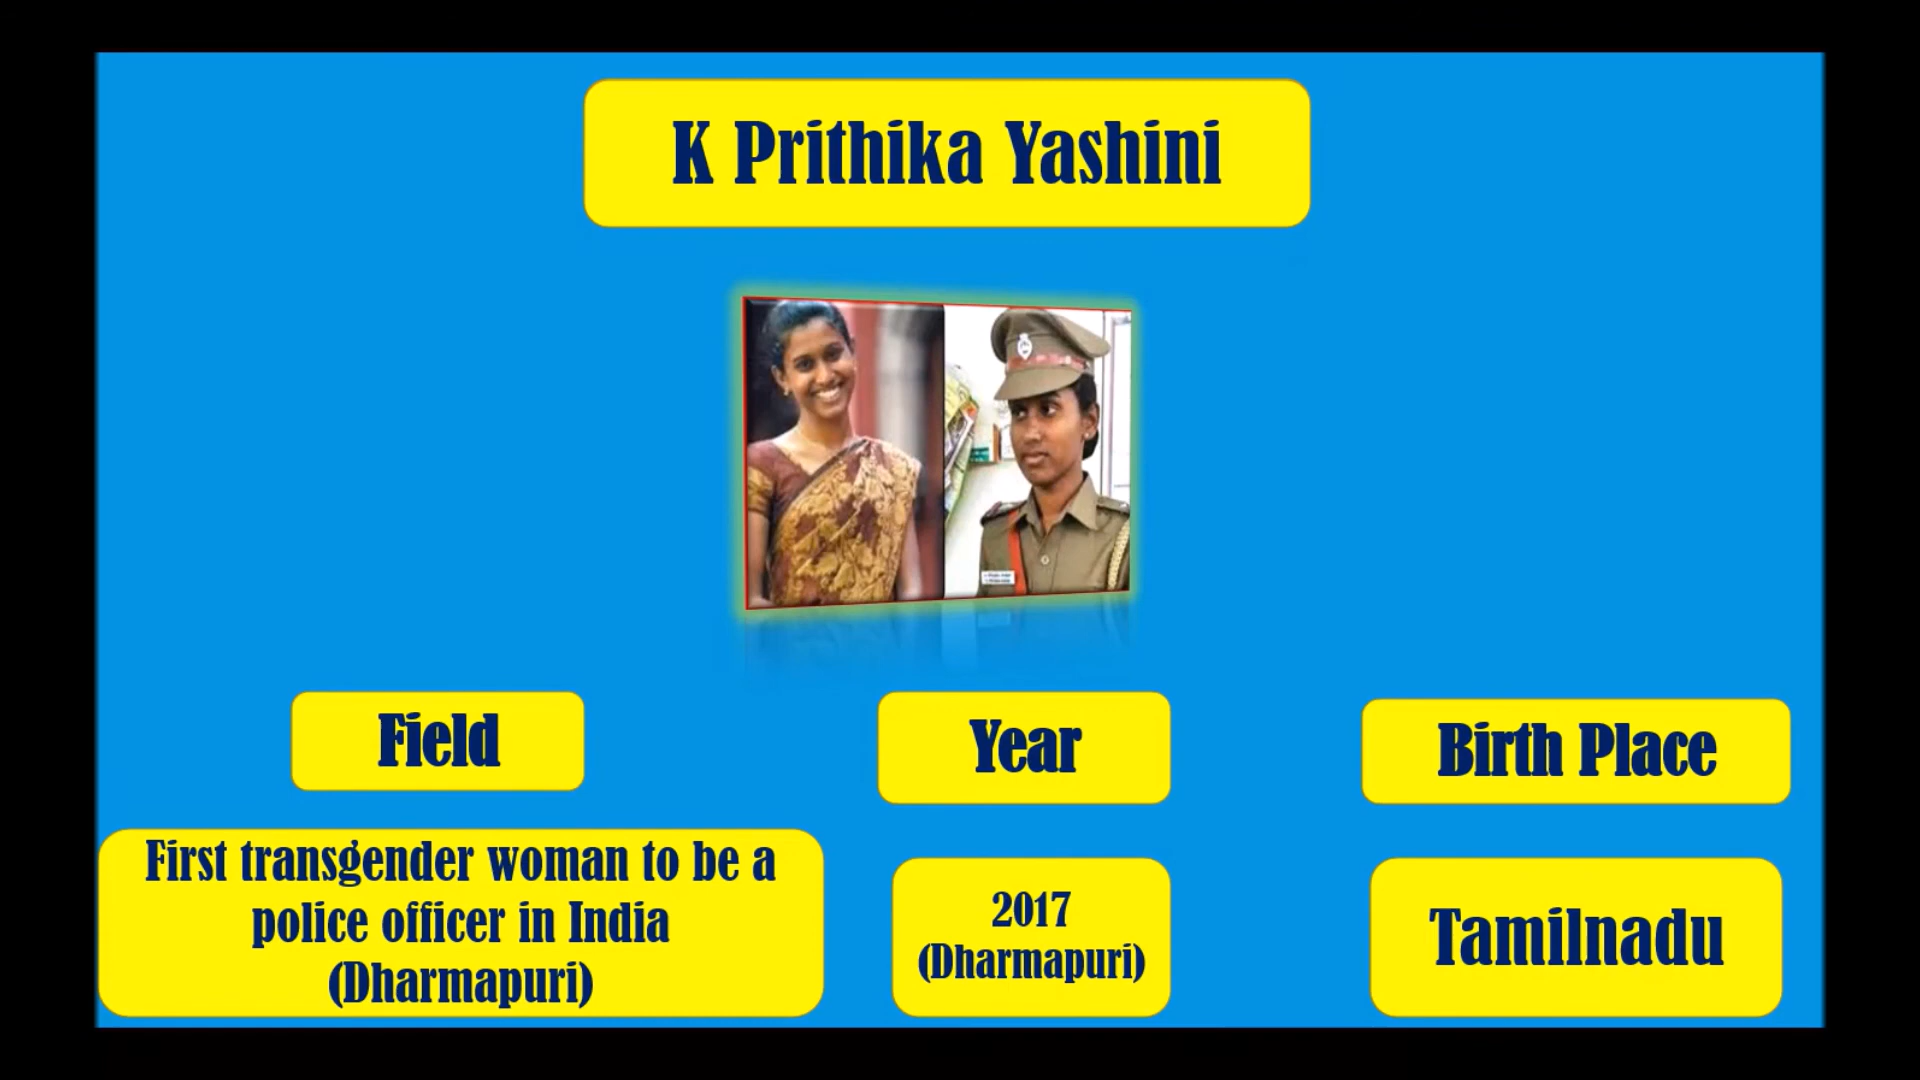 K Prithika Yashini
Field
Year
Birth Place
First transgender woman to be a
police officer in India
(Dharmapuri)
2017
(Dharmapuri)
Tamilnadu